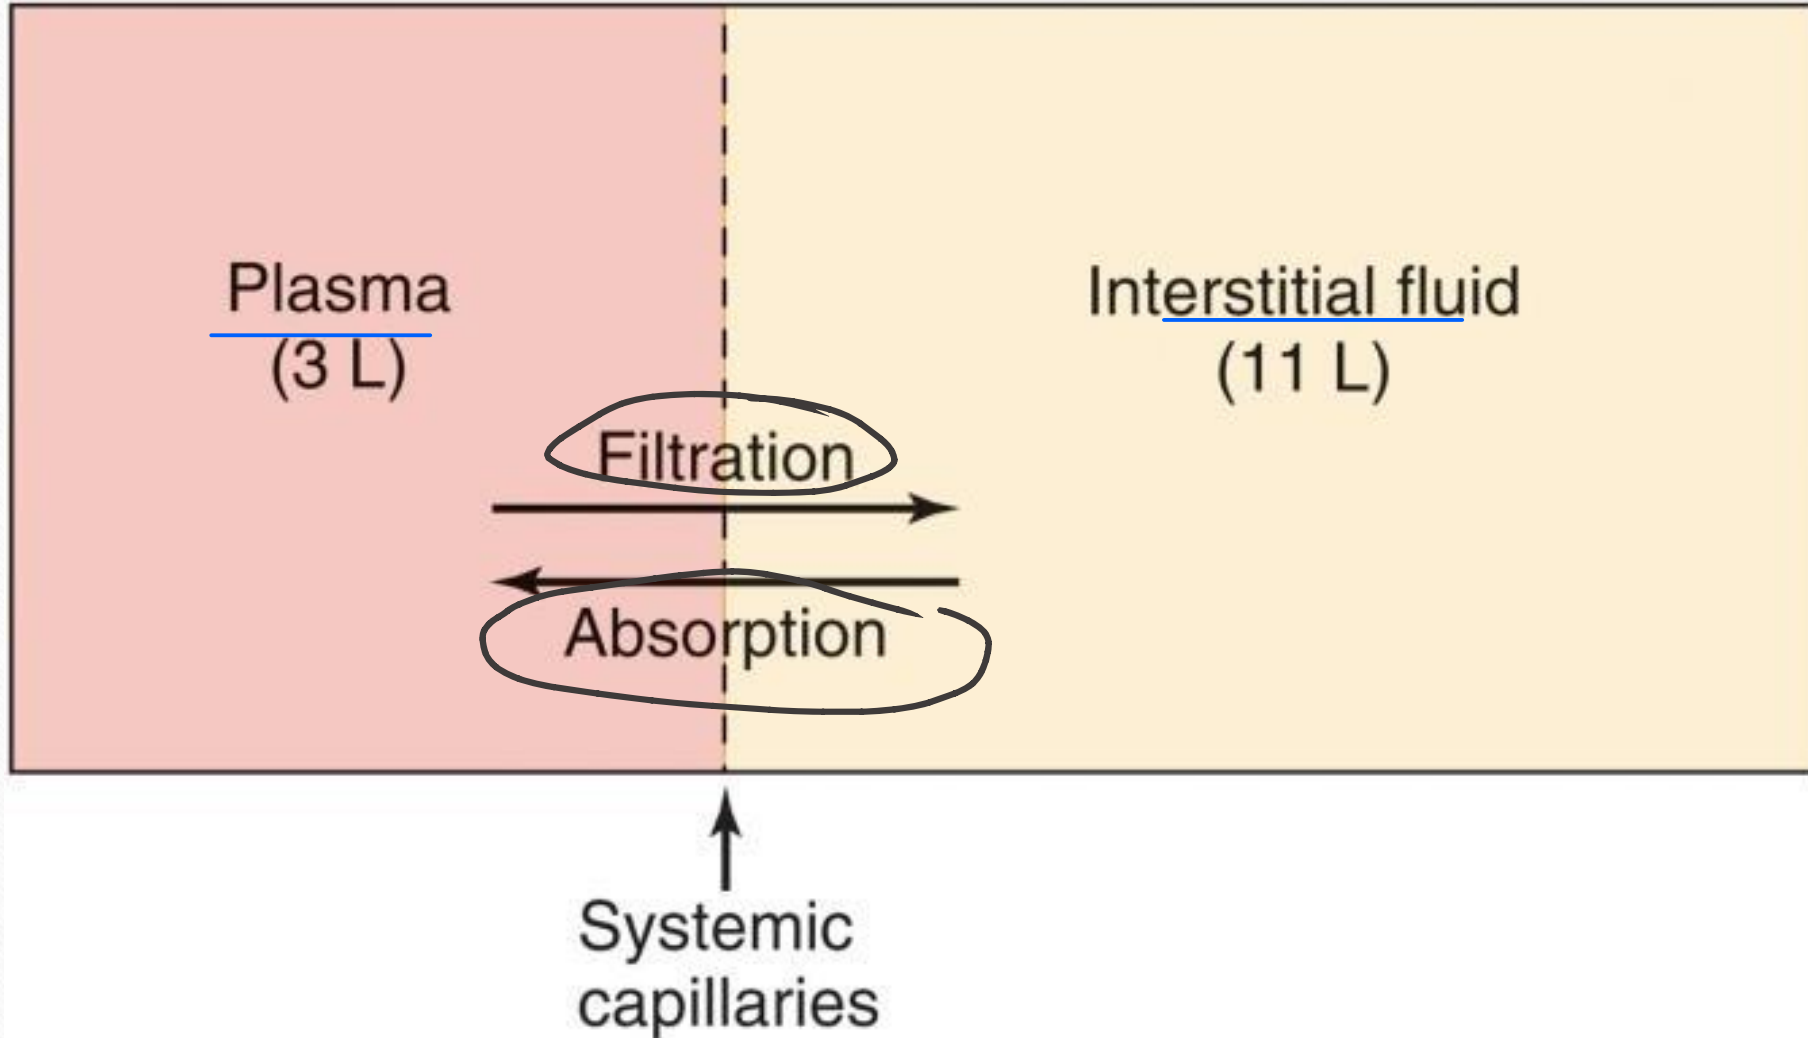 Plasma
(3 L)
Interstitial fluid
(11 L)
Filtration
Absorption
Systemic
capillaries